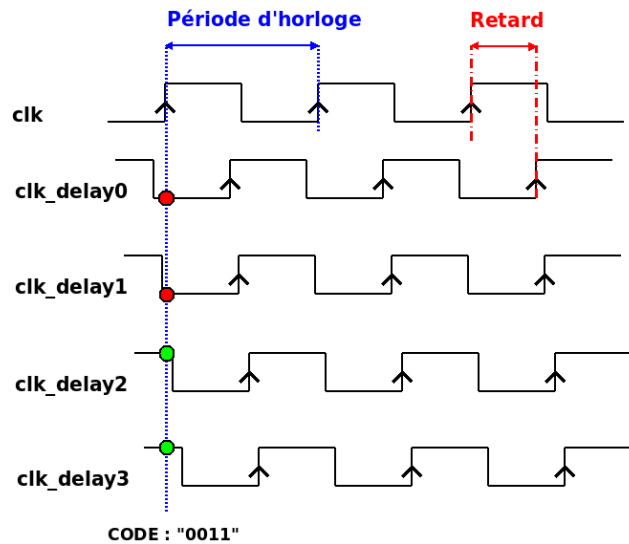 Période d'horloge
Retard
clk
clk_delay0
clk_delay1
clk_delay2
clk_delay3
CODE : "0011"